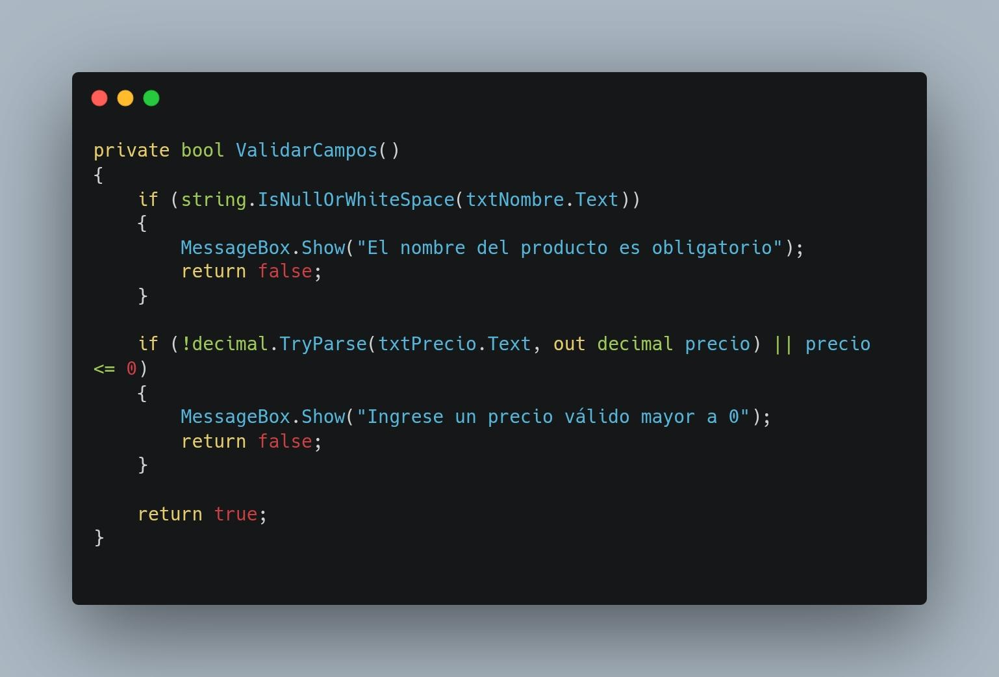 private bool ValidarCampos()
{
    if (string.IsNullOrWhiteSpace(txtNombre.Text))
    {
        MessageBox.Show("El nombre del producto es obligatorio");
        return false;
    }

    if (!decimal.TryParse(txtPrecio.Text, out decimal precio) || precio
<= 0)
    {
        MessageBox.Show("Ingrese un precio válido mayor a 0");
        return false;
    }

    return true;
}